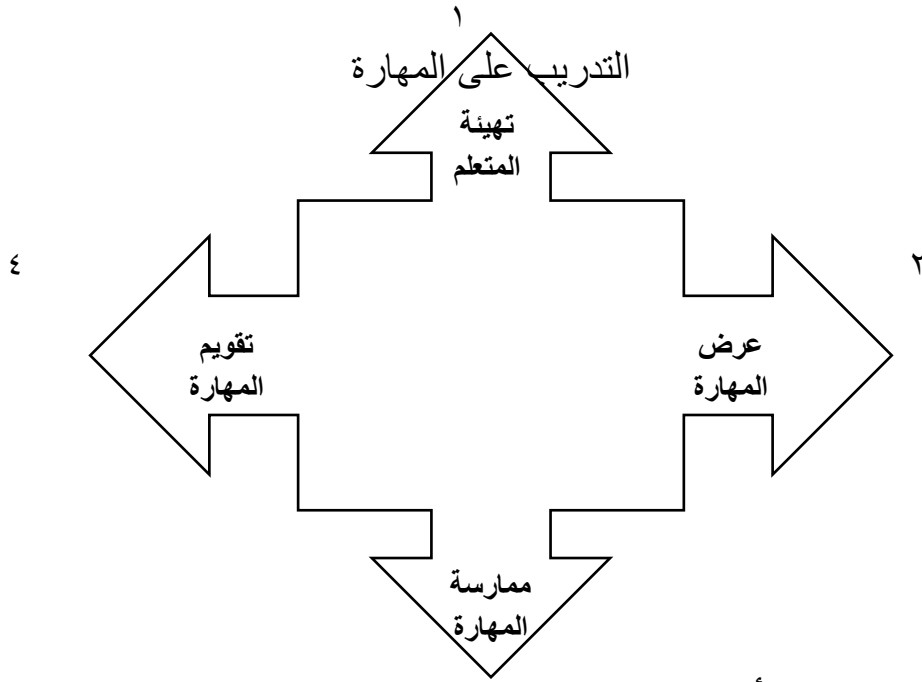 ١
التدريب على المهارة
تهيئة
المتعلم
٢
عرض
المهارة
٤
تقويم
المهارة
ممارسة
المهارة